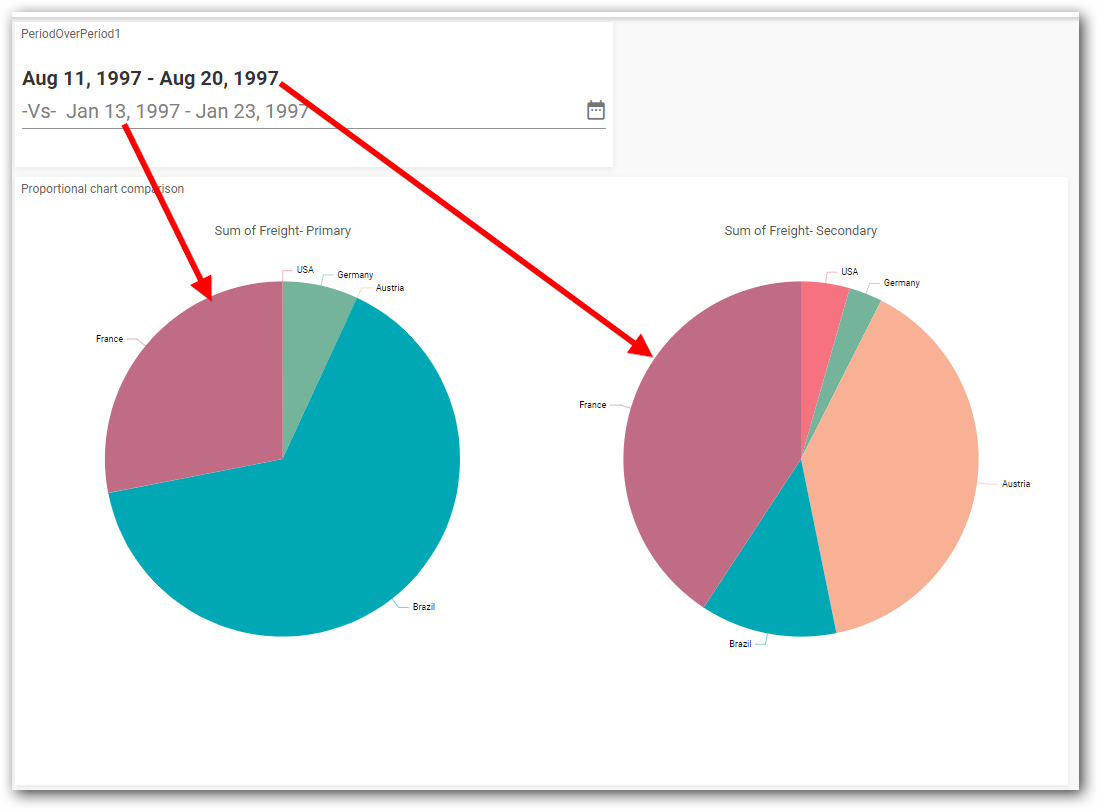 PeriodOverPeriod1
Aug 11, 1997 - Aug 20, 1997
-Vs- Jan 13, 1997 - Jan 23, 1997
Proportional chart comparison
Sum of Freight- Primary
USA
Germany
Austria
France
Brazil
Sum of Freight- Secondary
USA
Germany
France
Austria
Brazil